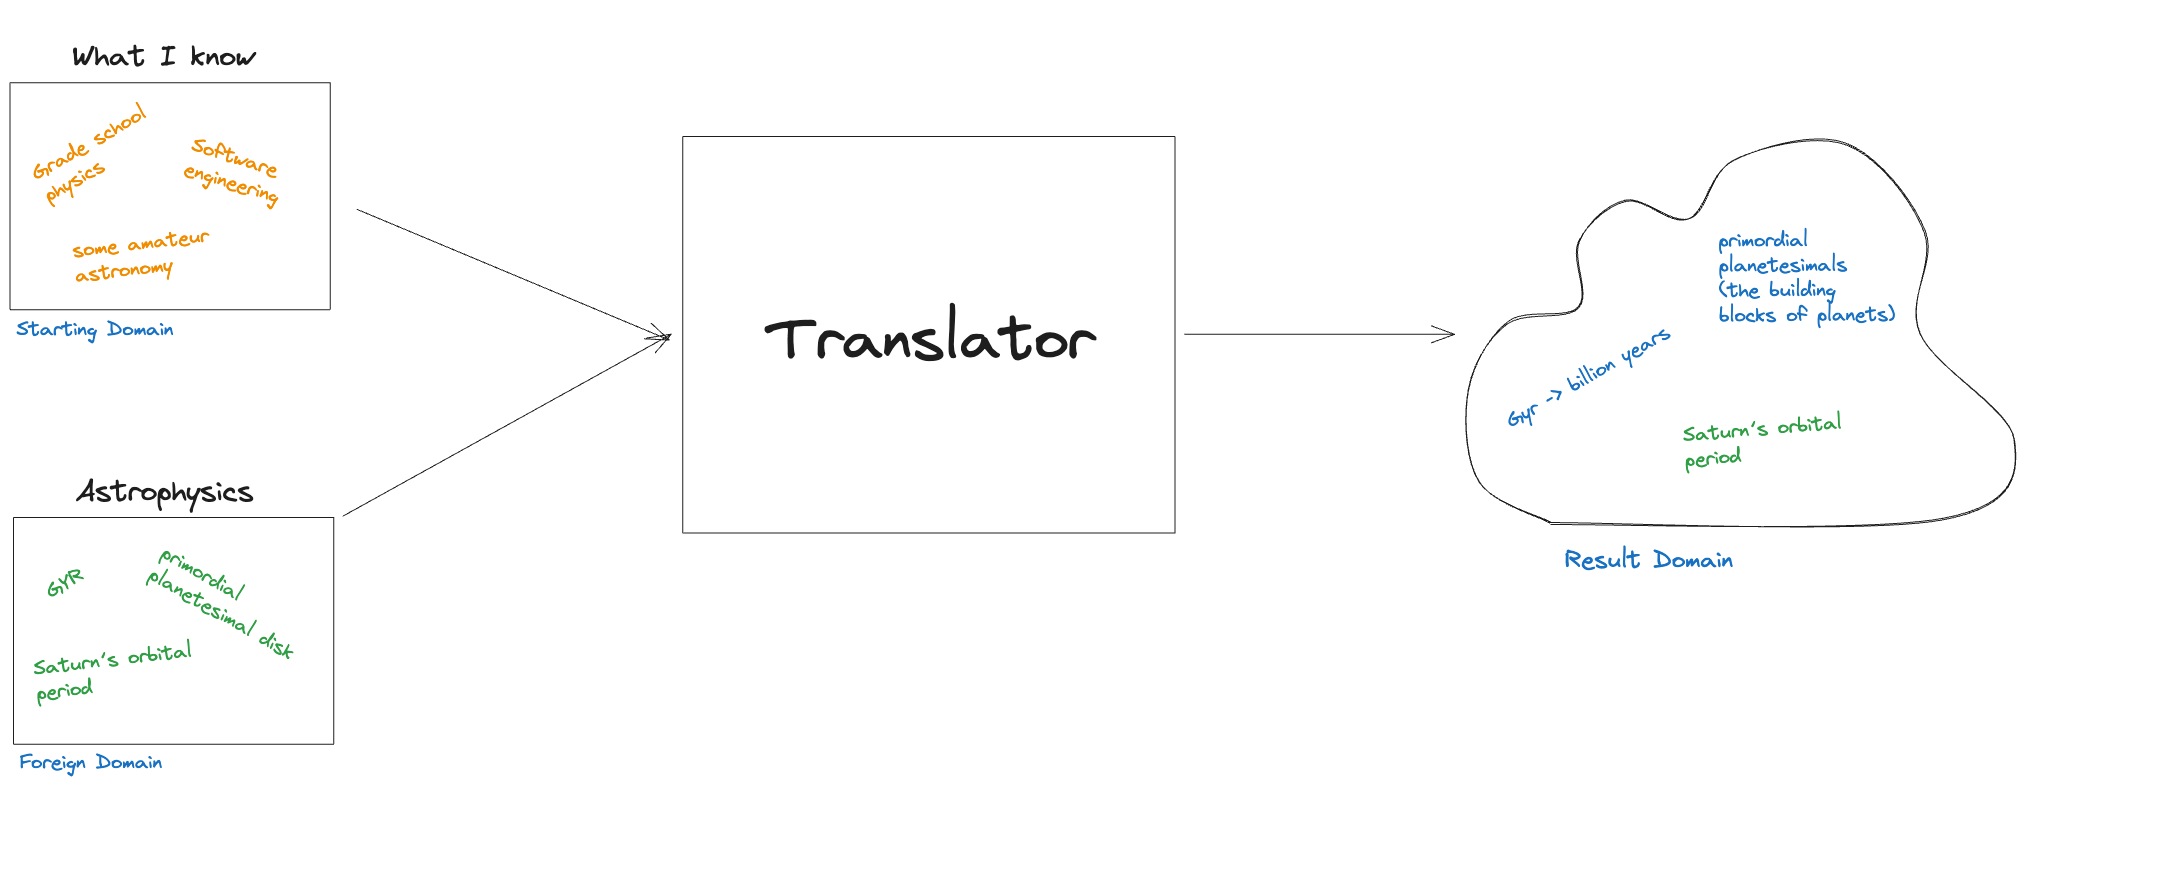 What I know
Grade school
physics
Software
engineering
some amateur
astronomy
Starting Domain
Astrophysics
GYR
primordial
planetesimal disk
Saturn's orbital
period
Foreign Domain
Translator
primordial
planetesimals
(the building
blocks of planets)
Gyr -> billion years
Saturn's orbital
period
Result Domain